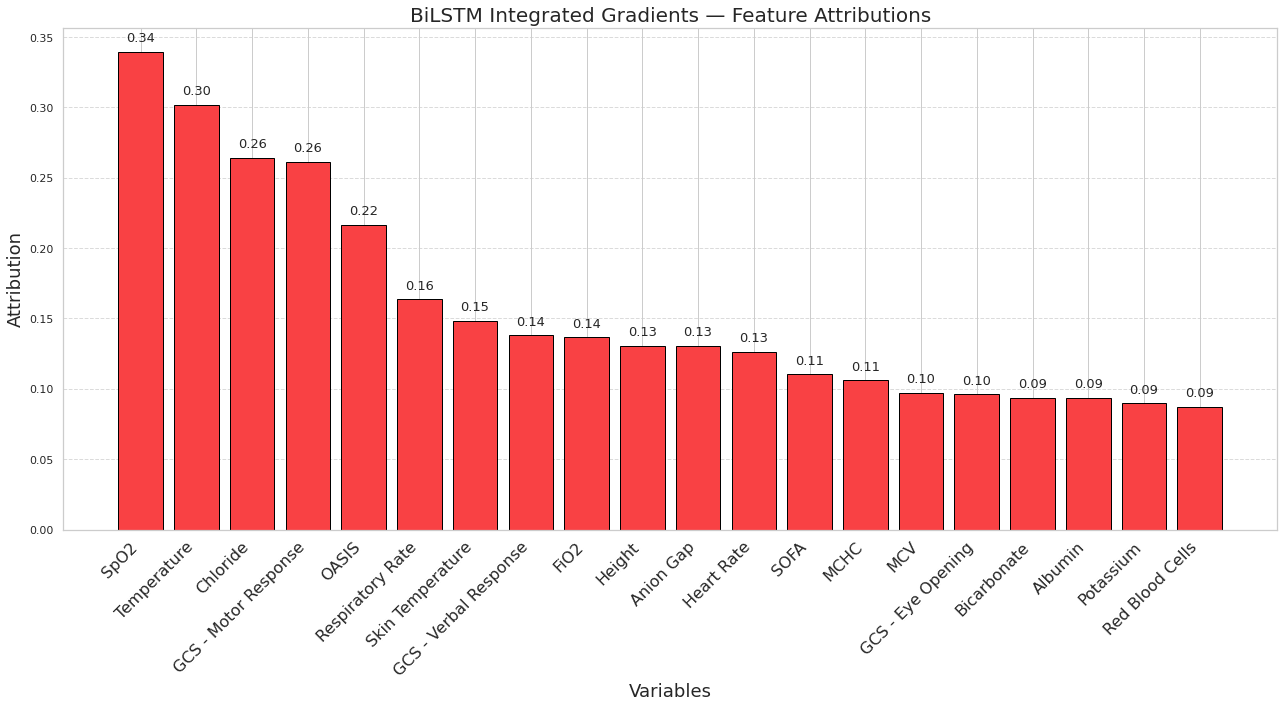 BiLSTM Integrated Gradients — Feature Attributions
Attribution
0.35
0.30
0.25
0.20
0.15
0.10
0.05
0.00
0.34
0.30
0.26
0.26
0.22
0.16
0.15
0.14
0.14
0.13
0.13
0.13
0.11
0.11
0.10
0.10
0.09
0.09
0.09
0.09
SpO2
Temperature
Chloride
GCS - Motor Response
OASIS
Respiratory Rate
Skin Temperature
GCS - Verbal Response
FiO2
Height
Anion Gap
Heart Rate
SOFA
MCHC
MCV
GCS - Eye Opening
Bicarbonate
Albumin
Potassium
Red Blood Cells
Variables